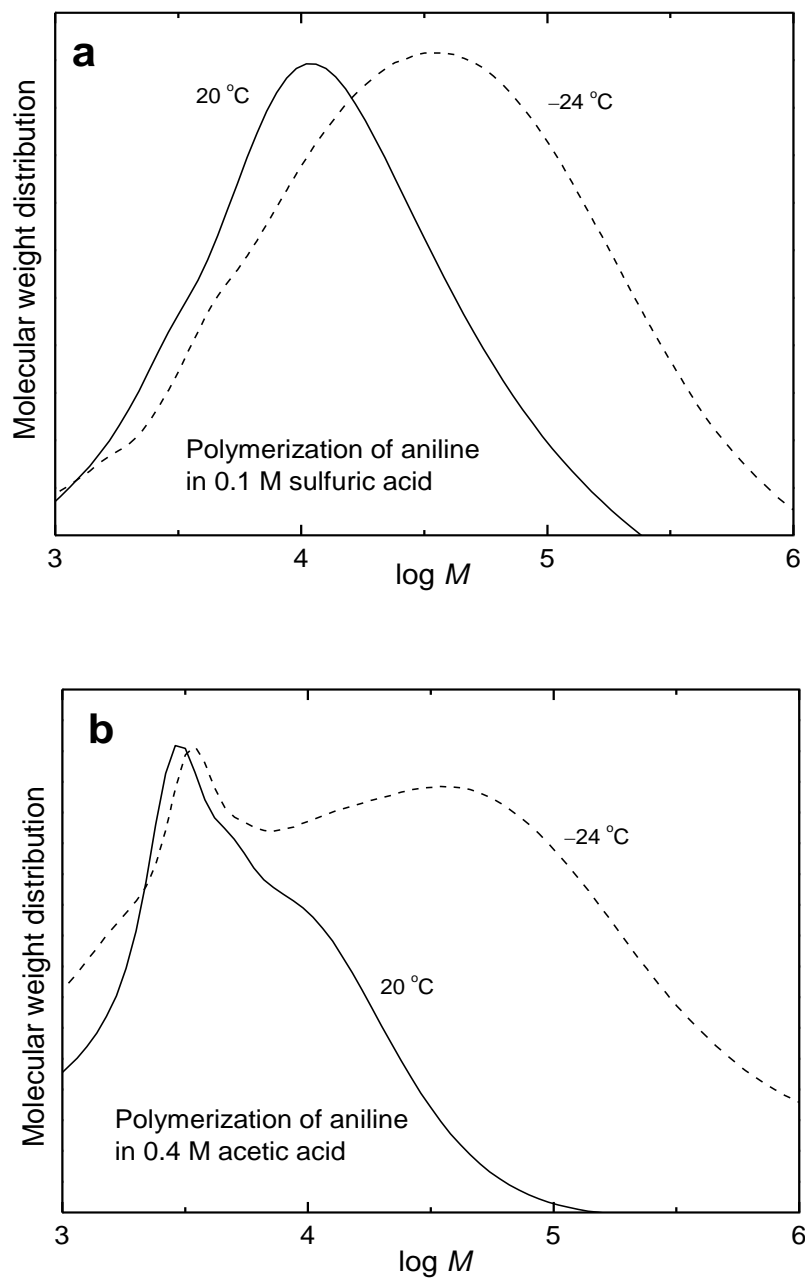 a
20 °C
–24 °C
Molecular weight distribution
Polymerization of aniline
in 0.1 M sulfuric acid
3 4 5 6
log M
b
–24 °C
20 °C
Molecular weight distribution
Polymerization of aniline
in 0.4 M acetic acid
3 4 5 6
log M